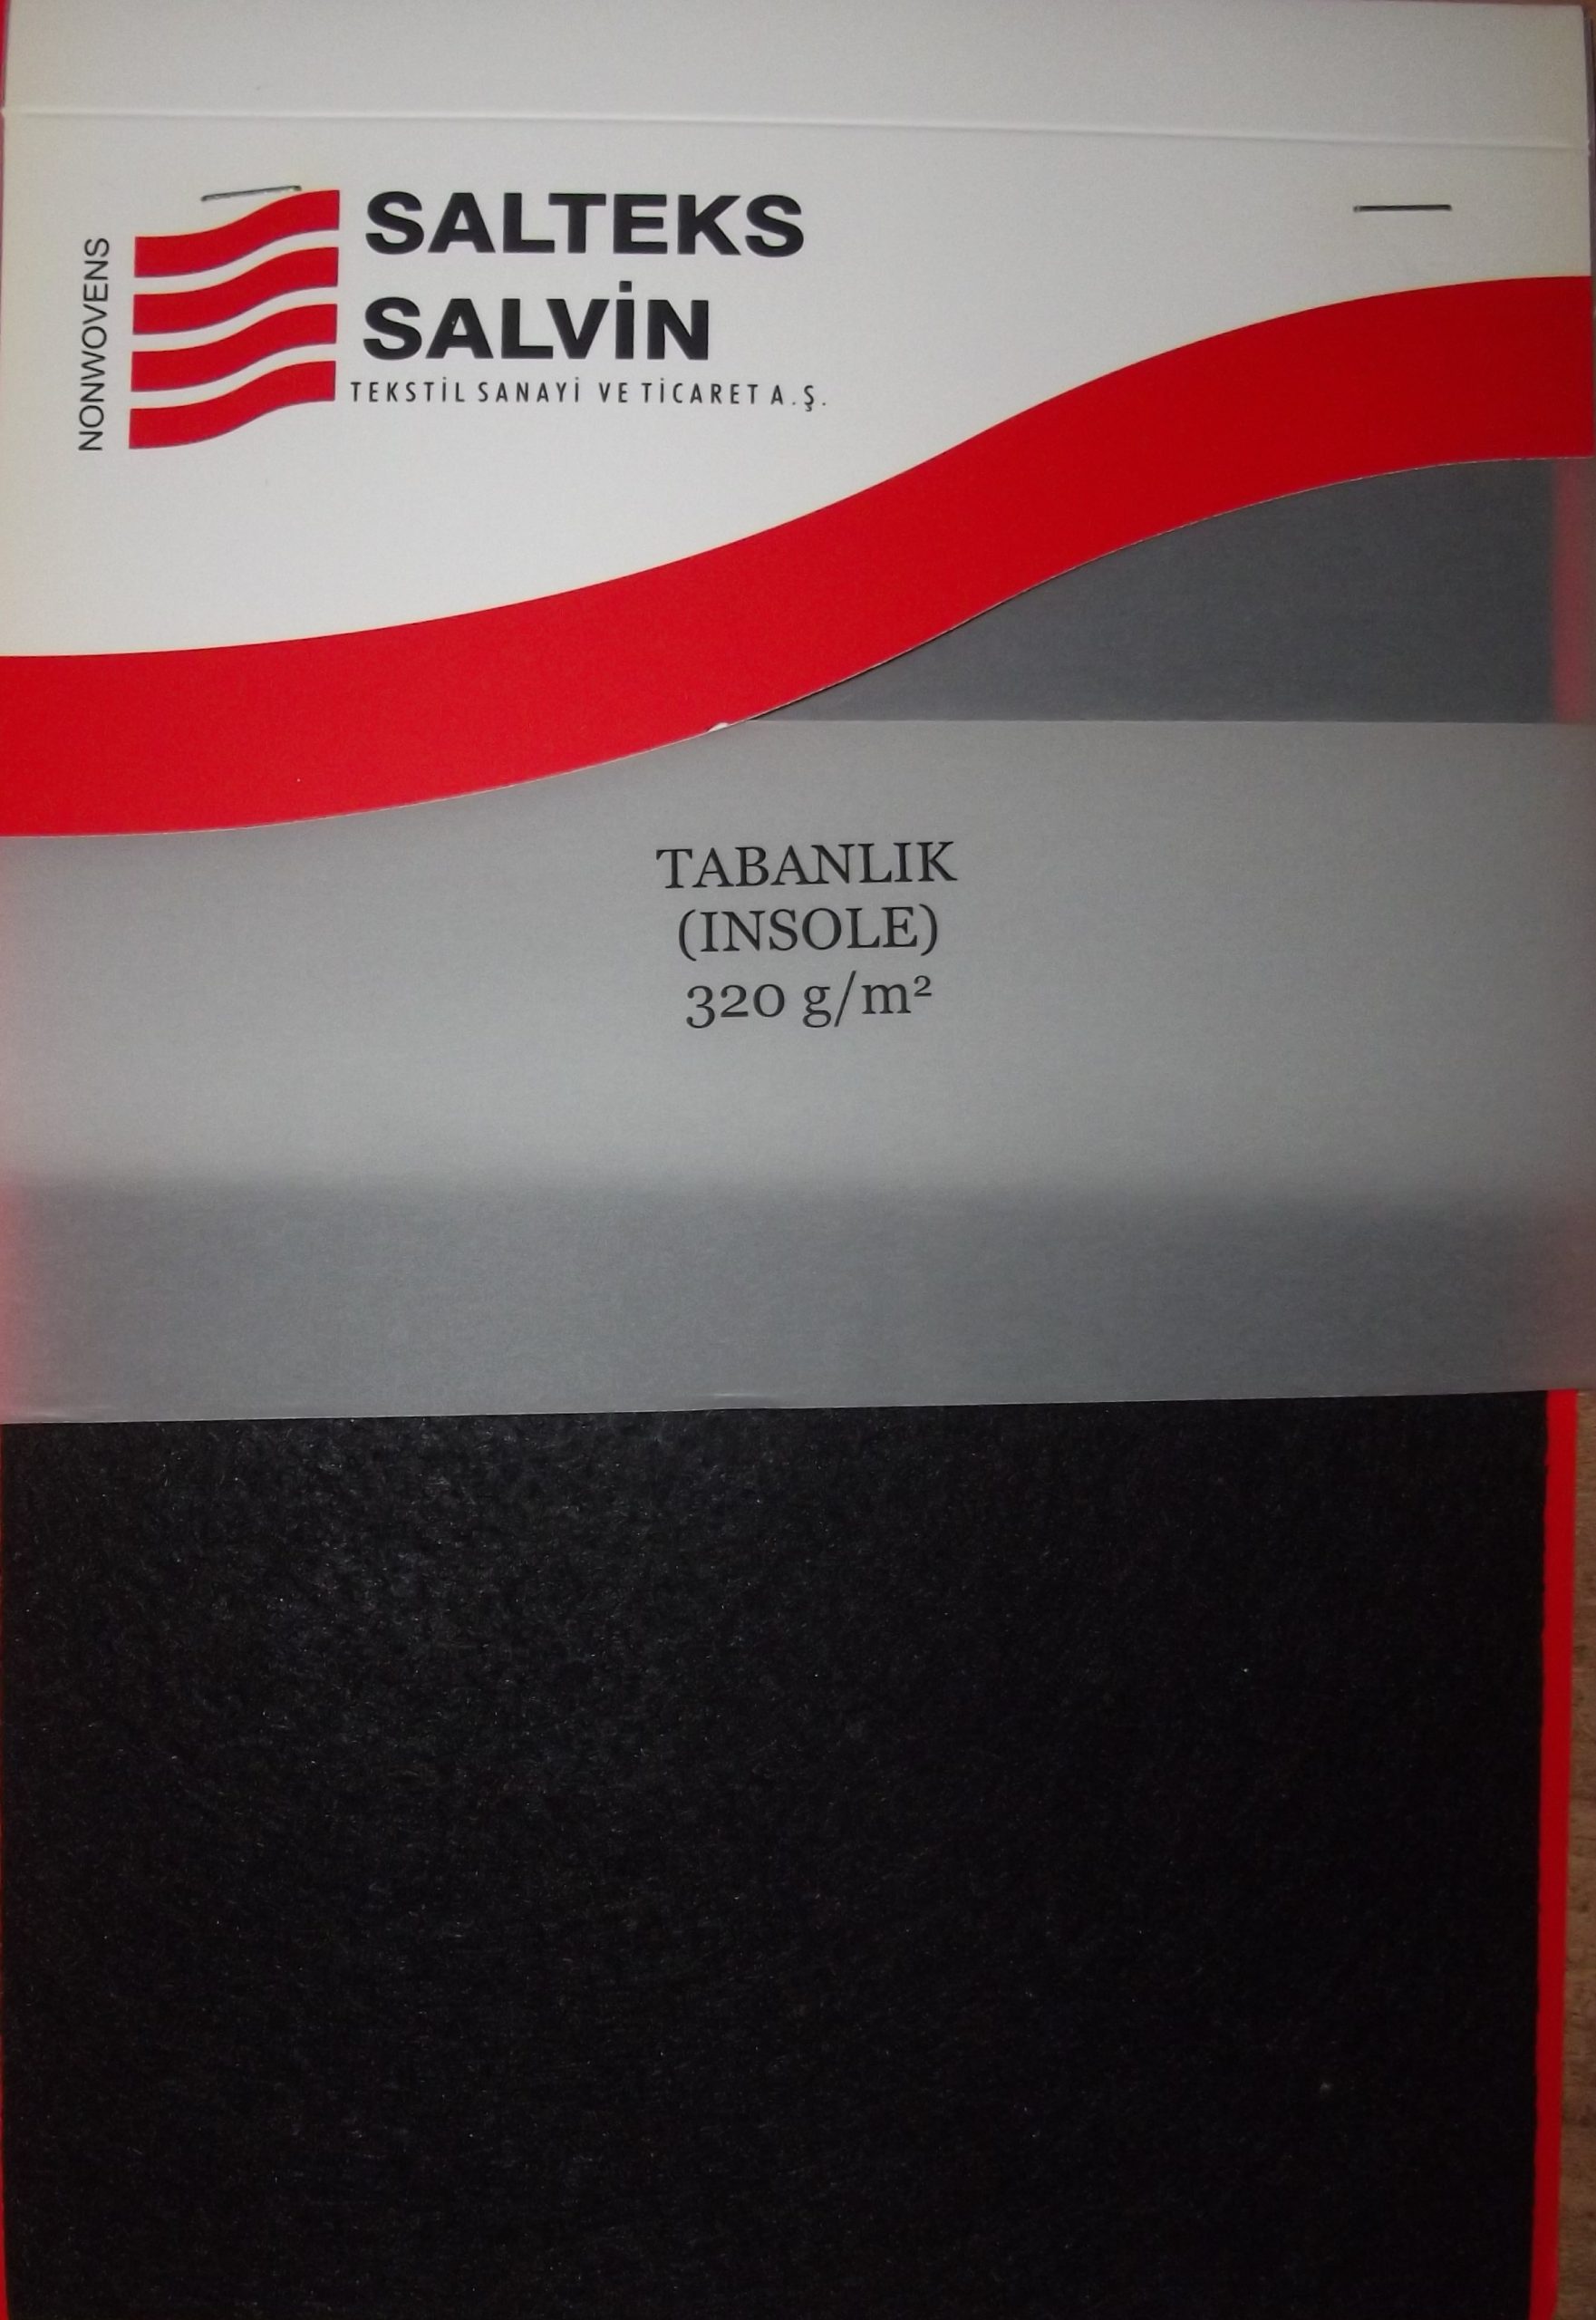 NONWOVENS
SALTEKS
SALVİN
TEKSTİL SANAYİ VE TİCARET A.Ş.
TABANLIK
(INSOLE)
320 g/m²